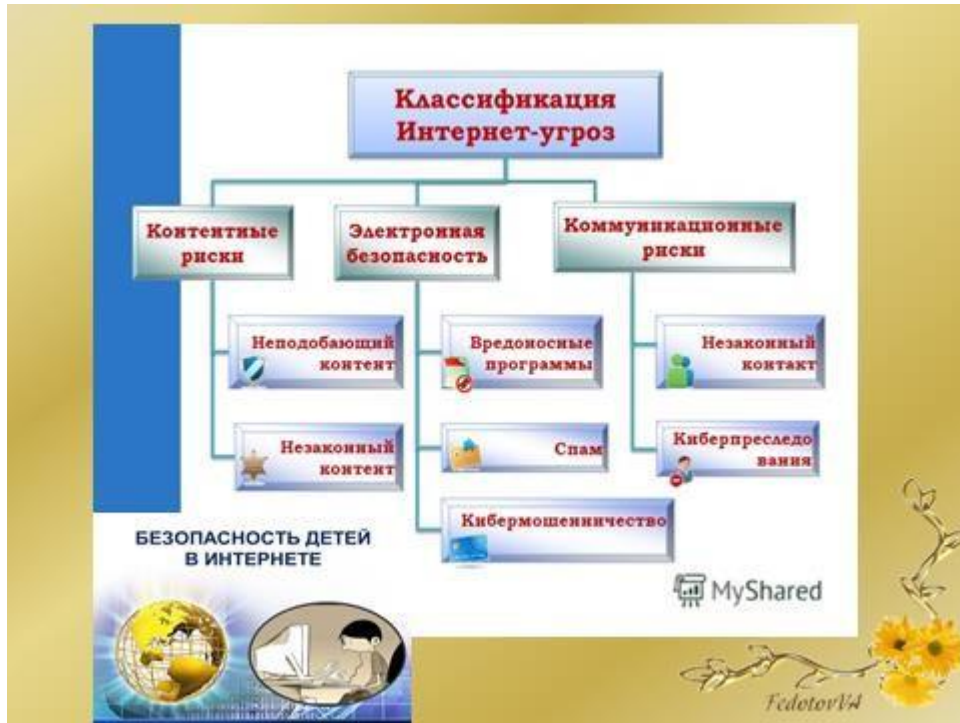 Классификация
Интернет-угроз
Контентные
риски
Электронная
безопасность
Коммуникационные
риски
Неподобающий
контент
Вредоносные
программы
Незаконный
контакт
Незаконный
контент
Спам
Киберпреследо
вания
Кибермошенничество
БЕЗОПАСНОСТЬ ДЕТЕЙ
В ИНТЕРНЕТЕ
MyShared
FedotovVA